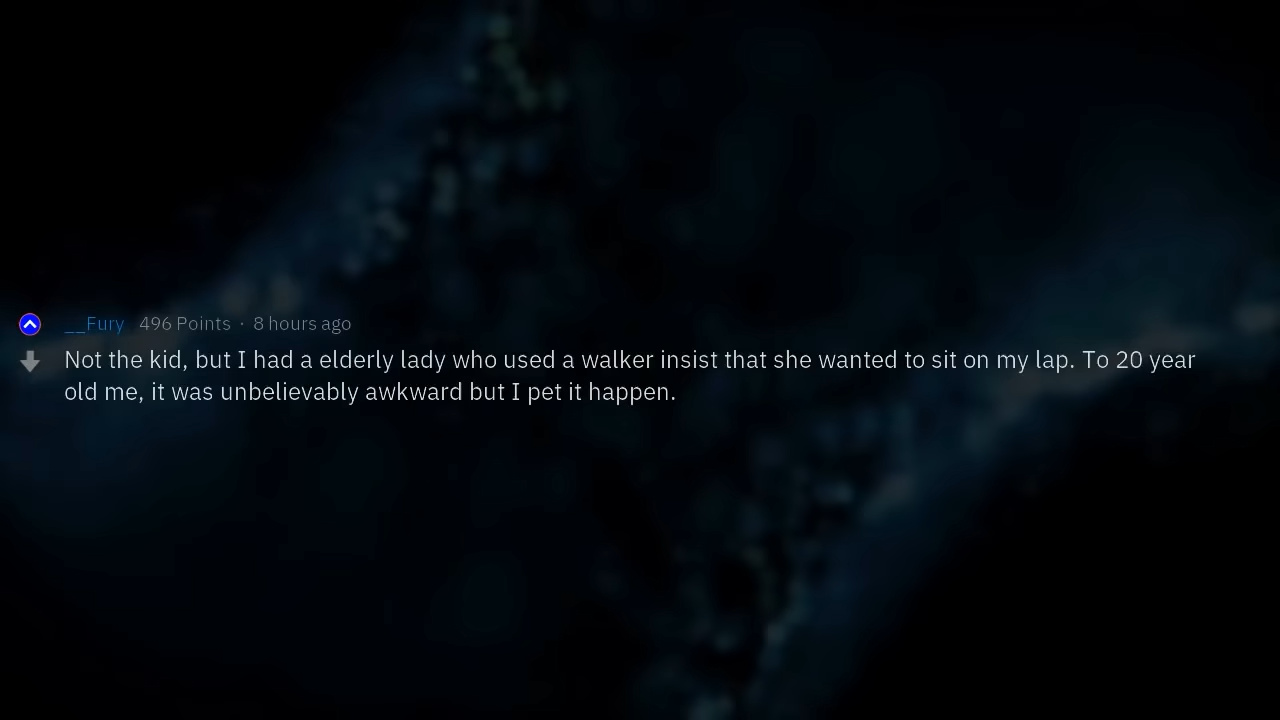 __Fury 496 Points · 8 hours ago
Not the kid, but I had a elderly lady who used a walker insist that she wanted to sit on my lap. To 20 year
old me, it was unbelievably awkward but I pet it happen.